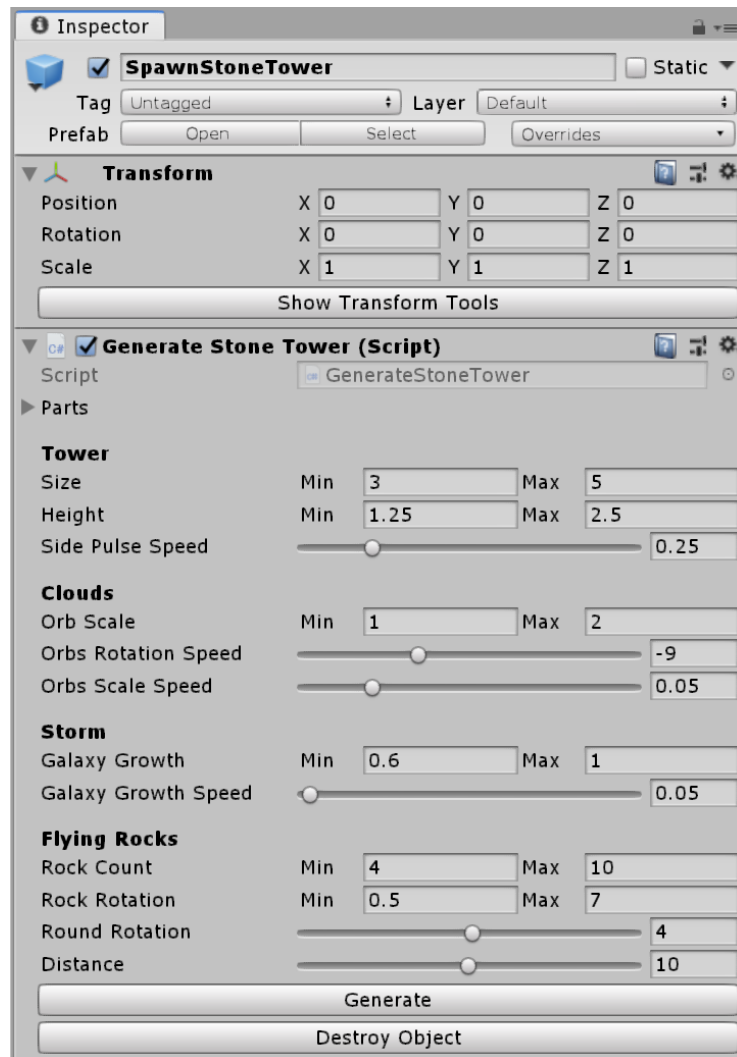 Inspector
SpawnStoneTower Static
Tag Untagged Layer Default
Prefab Open Select Overrides
Transform
Position X 0 Y 0 Z 0
Rotation X 0 Y 0 Z 0
Scale X 1 Y 1 Z 1
Show Transform Tools
c# Generate Stone Tower (Script)
Script GenerateStoneTower
Parts
Tower
Size Min 3 Max 5
Height Min 1.25 Max 2.5
Side Pulse Speed 0.25
Clouds
Orb Scale Min 1 Max 2
Orbs Rotation Speed -9
Orbs Scale Speed 0.05
Storm
Galaxy Growth Min 0.6 Max 1
Galaxy Growth Speed 0.05
Flying Rocks
Rock Count Min 4 Max 10
Rock Rotation Min 0.5 Max 7
Round Rotation 4
Distance 10
Generate
Destroy Object